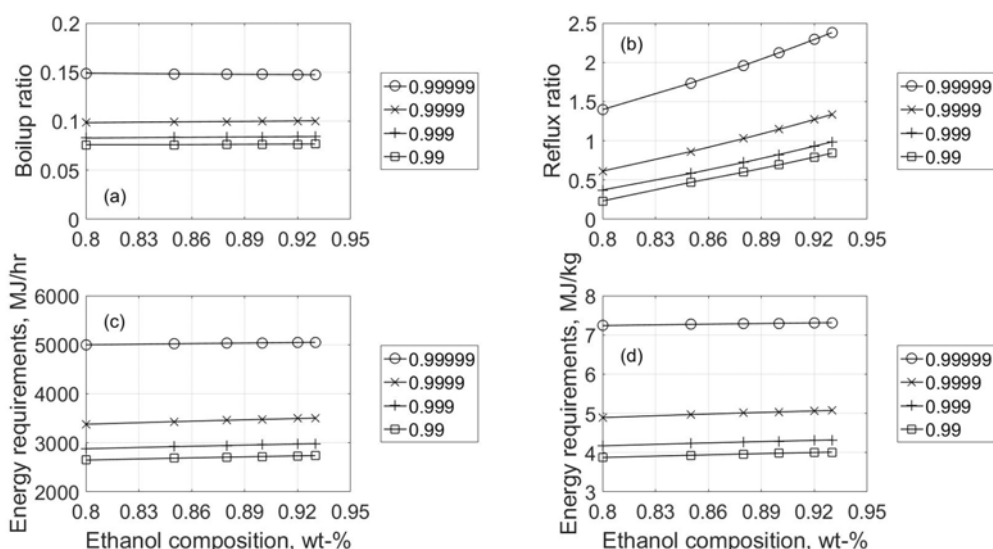 0.2
0.15
0.1
0.05
0
Boilup ratio
(a)
0.8 0.83 0.86 0.89 0.92 0.95
0.99999
0.9999
0.999
0.99
2.5
2
1.5
1
0.5
0
Reflux ratio
(b)
0.8 0.83 0.86 0.89 0.92 0.95
0.99999
0.9999
0.999
0.99
6000
5000
4000
3000
2000
Energy requirements, MJ/hr
(c)
0.8 0.83 0.86 0.89 0.92 0.95
Ethanol composition, wt-%
0.99999
0.9999
0.999
0.99
8
7
6
5
4
3
Energy requirements, MJ/kg
(d)
0.8 0.83 0.86 0.89 0.92 0.95
Ethanol composition, wt-%
0.99999
0.9999
0.999
0.99